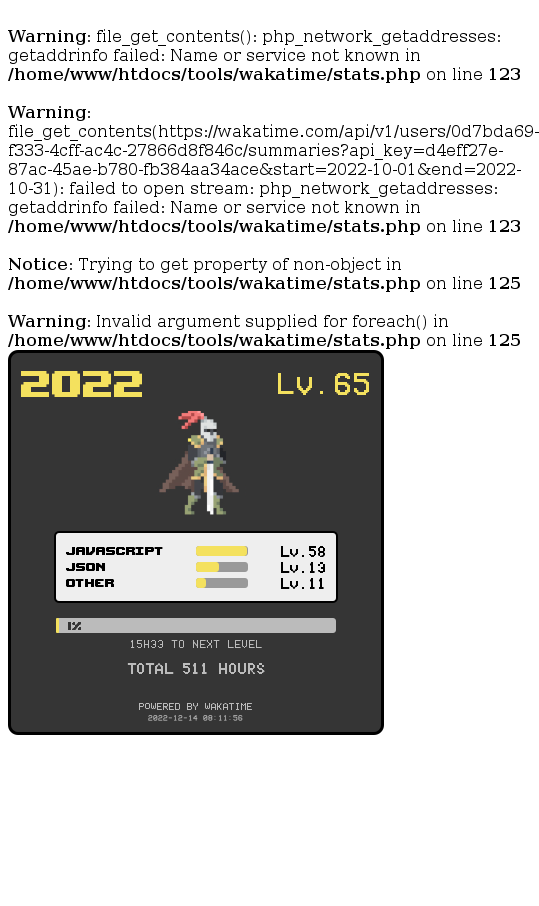 Warning: file_get_contents(): php_network_getaddresses:
getaddrinfo failed: Name or service not known in
/home/www/htdocs/tools/wakatime/stats.php on line 123
Warning:
file_get_contents(https://wakatime.com/api/v1/users/0d7bda69-
f333-4cff-ac4c-27866d8f846c/summaries?api_key=d4eff27e-
87ac-45ae-b780-fb384aa34ace&start=2022-10-01&end=2022-
10-31): failed to open stream: php_network_getaddresses:
getaddrinfo failed: Name or service not known in
/home/www/htdocs/tools/wakatime/stats.php on line 123
Notice: Trying to get property of non-object in
/home/www/htdocs/tools/wakatime/stats.php on line 125
Warning: Invalid argument supplied for foreach() in
/home/www/htdocs/tools/wakatime/stats.php on line 125
2022 Lv.65
JAVASCRIPT Lv.58
JSON Lv.13
OTHER Lv.11
1%
15H33 TO NEXT LEVEL
TOTAL 511 HOURS
POWERED BY WAKATIME
2022-12-14 08:11:56